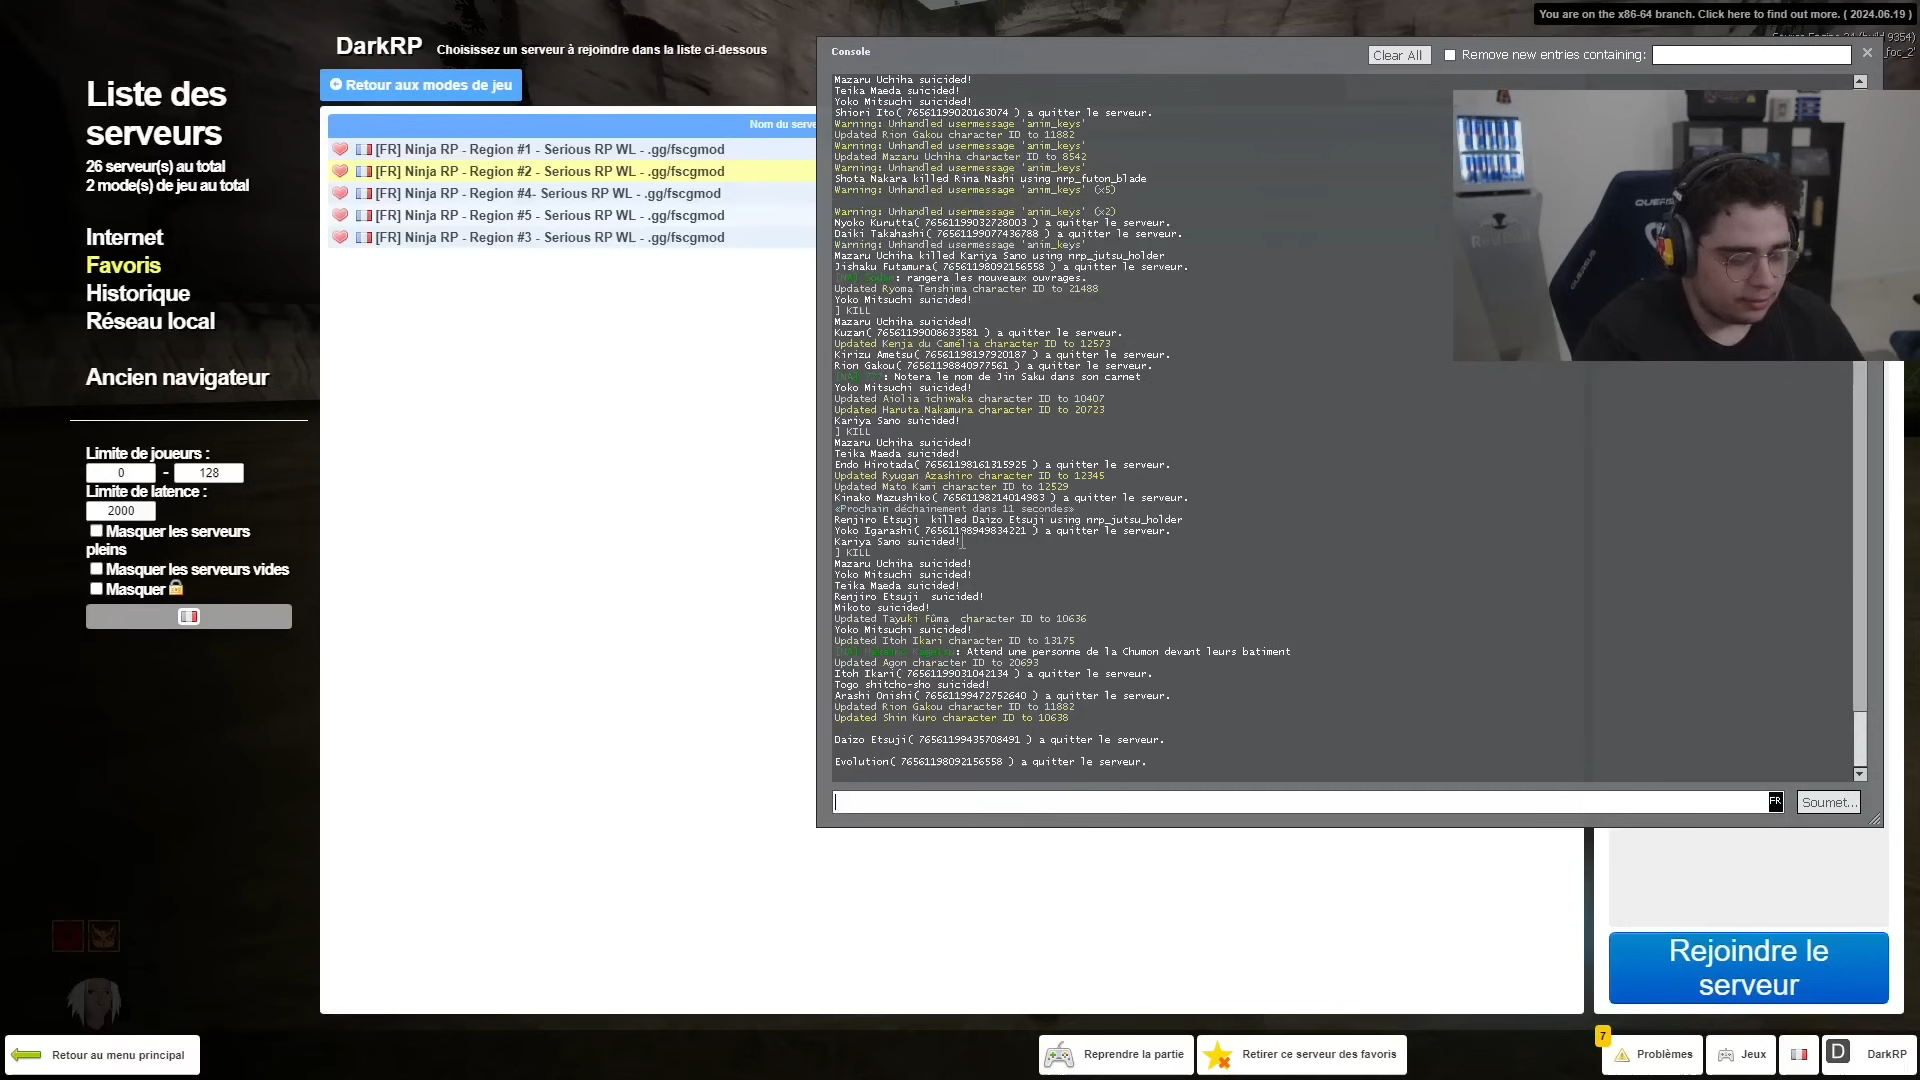 You are on the x86-64 branch. Click here to find out more. ( 2024.06.19 )
DarkRP Choisissez un serveur à rejoindre dans la liste ci-dessous
Retour aux modes de jeu
Liste des
serveurs
26 serveur(s) au total
2 mode(s) de jeu au total
Internet
Favoris
Historique
Réseau local
Ancien navigateur
Limite de joueurs :
0 - 128
Limite de latence :
2000
Masquer les serveurs
pleins
Masquer les serveurs vides
Masquer
Nom du serve
[FR] Ninja RP - Region #1 - Serious RP WL - .gg/fscgmod
[FR] Ninja RP - Region #2 - Serious RP WL - .gg/fscgmod
[FR] Ninja RP - Region #4- Serious RP WL - .gg/fscgmod
[FR] Ninja RP - Region #5 - Serious RP WL - .gg/fscgmod
[FR] Ninja RP - Region #3 - Serious RP WL - .gg/fscgmod
Console
Clear All
Remove new entries containing:
Mazaru Uchiha suicided!
Teika Maeda suicided!
Yoko Mitsuchi suicided!
Shiori Ito( 76561199020163074 ) a quitter le serveur.
Warning: Unhandled usermessage 'anim_keys'
Updated Rion Gakou character ID to 11882
Warning: Unhandled usermessage 'anim_keys'
Updated Mazaru Uchiha character ID to 8542
Warning: Unhandled usermessage 'anim_keys'
Shota Nakara killed Rina Nashi using nrp_futon_blade
Warning: Unhandled usermessage 'anim_keys' (x5)
Warning: Unhandled usermessage 'anim_keys' (x2)
Nyoko Kurutta( 76561199032728003 ) a quitter le serveur.
Daiki Takahashi( 76561199077436788 ) a quitter le serveur.
Warning: Unhandled usermessage 'anim_keys'
Mazaru Uchiha killed Kariya Sano using nrp_jutsu_holder
Jishaku Futamura( 76561198092156558 ) a quitter le serveur.
: rangera les nouveaux ouvrages.
Updated Ryoma Tenshima character ID to 21488
Yoko Mitsuchi suicided!
] KILL
Mazaru Uchiha suicided!
Kuzan( 76561199008633581 ) a quitter le serveur.
Updated Kenja du Camélia character ID to 12573
Kirizu Ametsu( 76561198197920187 ) a quitter le serveur.
Rion Gakou( 76561198840977561 ) a quitter le serveur.
: Notera le nom de Jin Saku dans son carnet
Yoko Mitsuchi suicided!
Updated Aiolia ichiwaka character ID to 10407
Updated Haruta Nakamura character ID to 20723
Kariya Sano suicided!
] KILL
Mazaru Uchiha suicided!
Teika Maeda suicided!
Endo Hirotada( 76561198161315925 ) a quitter le serveur.
Updated Ryugan Azashiro character ID to 12345
Updated Mato Kami character ID to 12529
Kinako Mazushiko( 76561198214014983 ) a quitter le serveur.
«Prochain déchainement dans 11 secondes»
Renjiro Etsuji  killed Daizo Etsuji using nrp_jutsu_holder
Yoko Igarashi( 76561198949834221 ) a quitter le serveur.
Kariya Sano suicided!
] KILL
Mazaru Uchiha suicided!
Yoko Mitsuchi suicided!
Teika Maeda suicided!
Renjiro Etsuji  suicided!
Mikoto suicided!
Updated Tayuki Fûma  character ID to 10636
Yoko Mitsuchi suicided!
Updated Itoh Ikari character ID to 13175
: Attend une personne de la Chumon devant leurs batiment
Updated Agon character ID to 20693
Itoh Ikari( 76561199031042134 ) a quitter le serveur.
Togo shitcho-sho suicided!
Arashi Onishi( 76561199472752640 ) a quitter le serveur.
Updated Rion Gakou character ID to 11882
Updated Shin Kuro character ID to 10638
Daizo Etsuji( 76561199435708491 ) a quitter le serveur.
Evolution( 76561198092156558 ) a quitter le serveur.
FR
Soumet...
Rejoindre le
serveur
Retour au menu principal
Reprendre la partie
Retirer ce serveur des favoris
7
Problèmes
Jeux
D
DarkRP